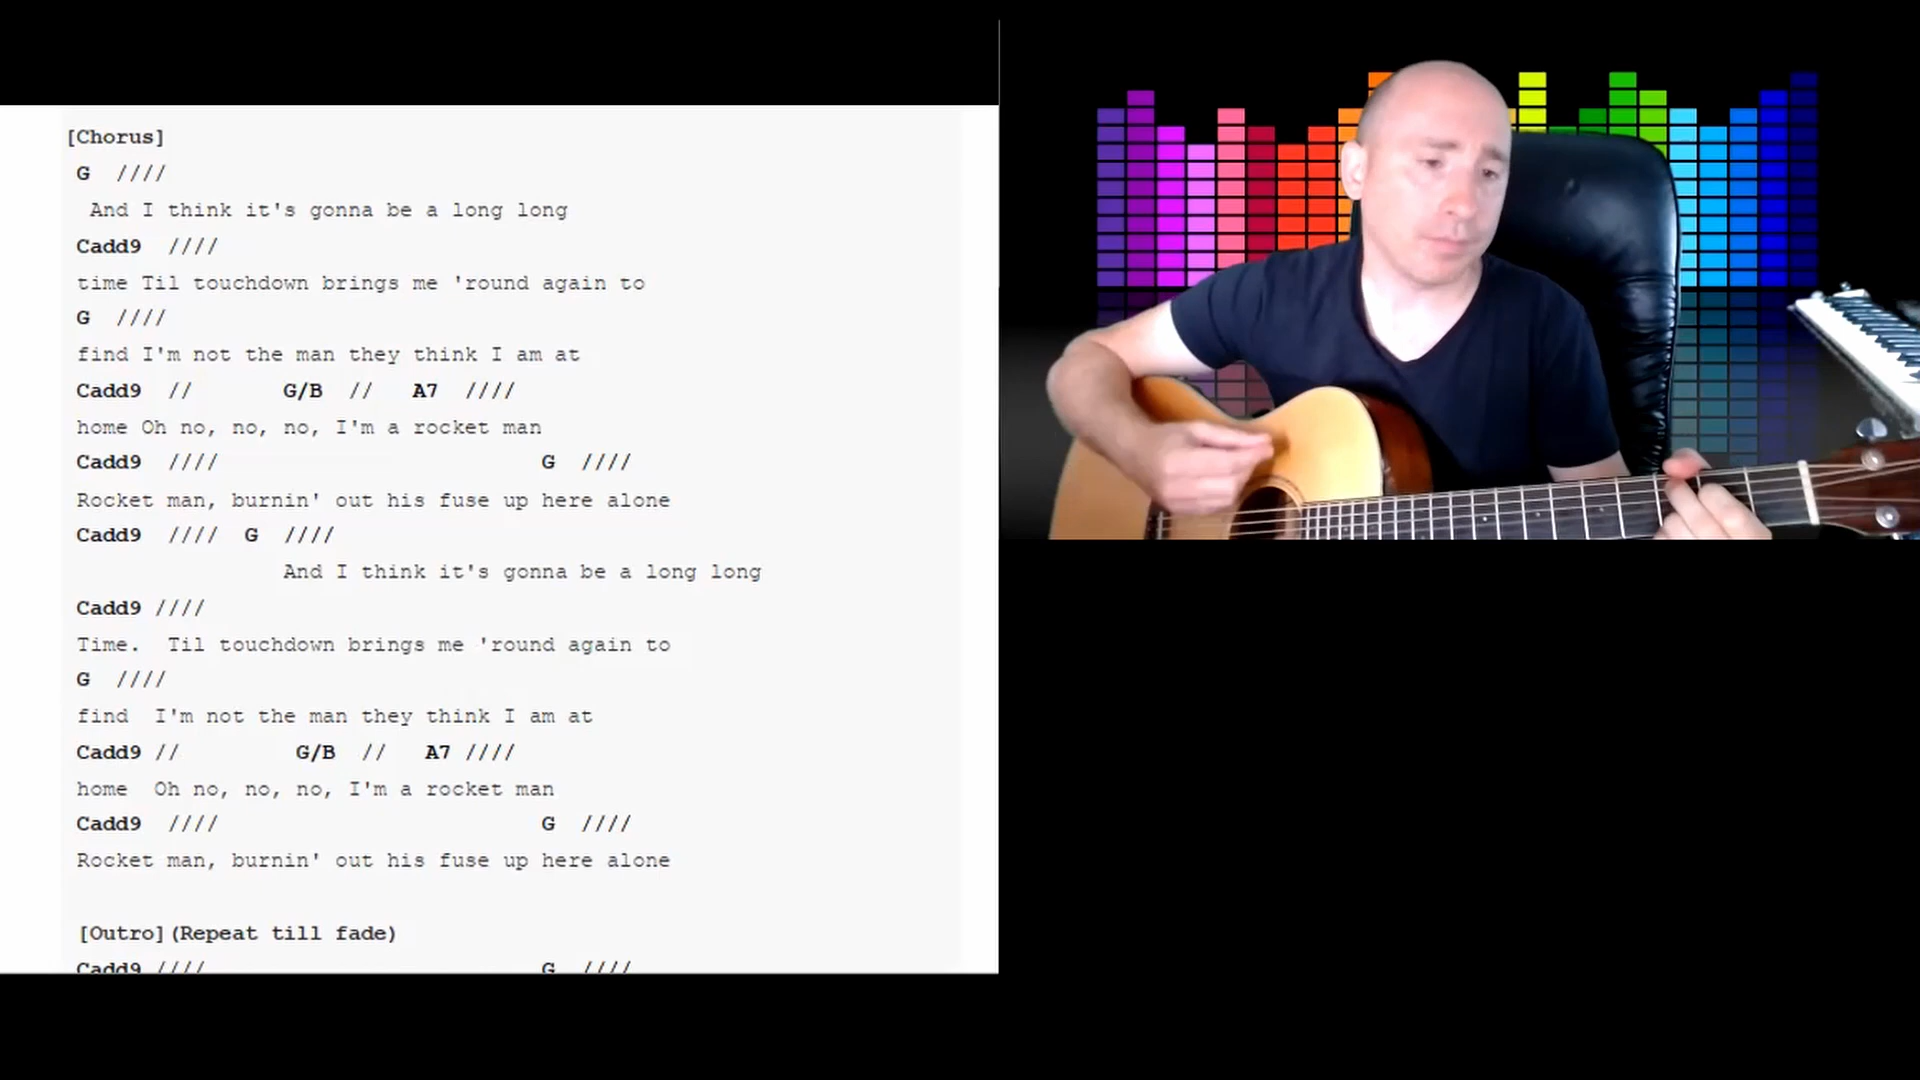 [Chorus]
G ////
And I think it's gonna be a long long
Cadd9 ////
time Til touchdown brings me 'round again to
G ////
find I'm not the man they think I am at
Cadd9 // G/B // A7 ////
home Oh no, no, no, I'm a rocket man
Cadd9 //// G ////
Rocket man, burnin' out his fuse up here alone
Cadd9 //// G ////
And I think it's gonna be a long long
Cadd9 ////
Time. Til touchdown brings me 'round again to
G ////
find I'm not the man they think I am at
Cadd9 // G/B // A7 ////
home Oh no, no, no, I'm a rocket man
Cadd9 //// G ////
Rocket man, burnin' out his fuse up here alone
[Outro](Repeat till fade)
Cadd9 //// G ////